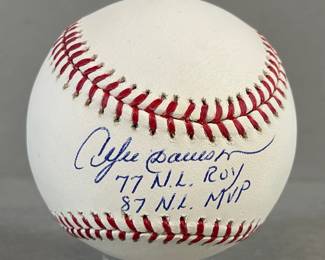 Andre Dawson
77 N.L. ROY
87 N.L. MVP